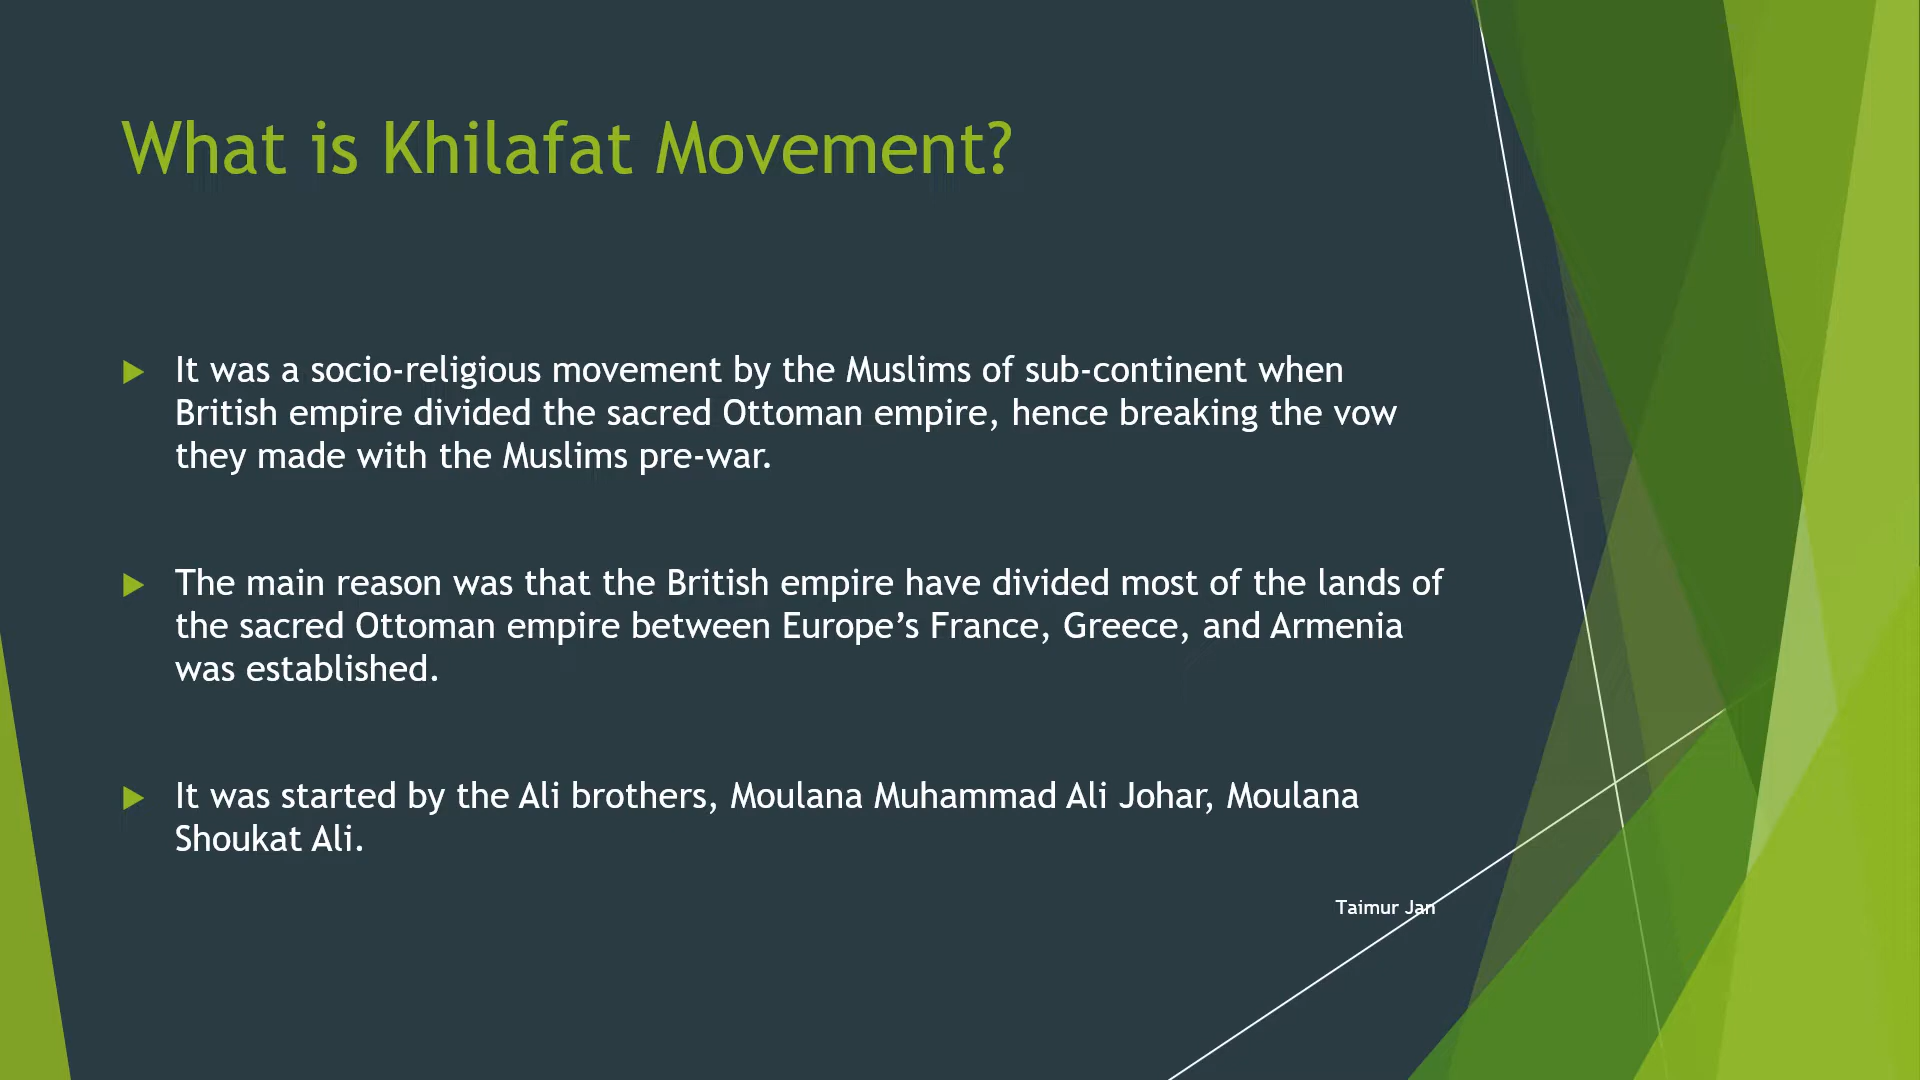 What is Khilafat Movement?
It was a socio-religious movement by the Muslims of sub-continent when
British empire divided the sacred Ottoman empire, hence breaking the vow
they made with the Muslims pre-war.
The main reason was that the British empire have divided most of the lands of
the sacred Ottoman empire between Europe’s France, Greece, and Armenia
was established.
It was started by the Ali brothers, Moulana Muhammad Ali Johar, Moulana
Shoukat Ali.
Taimur Jan